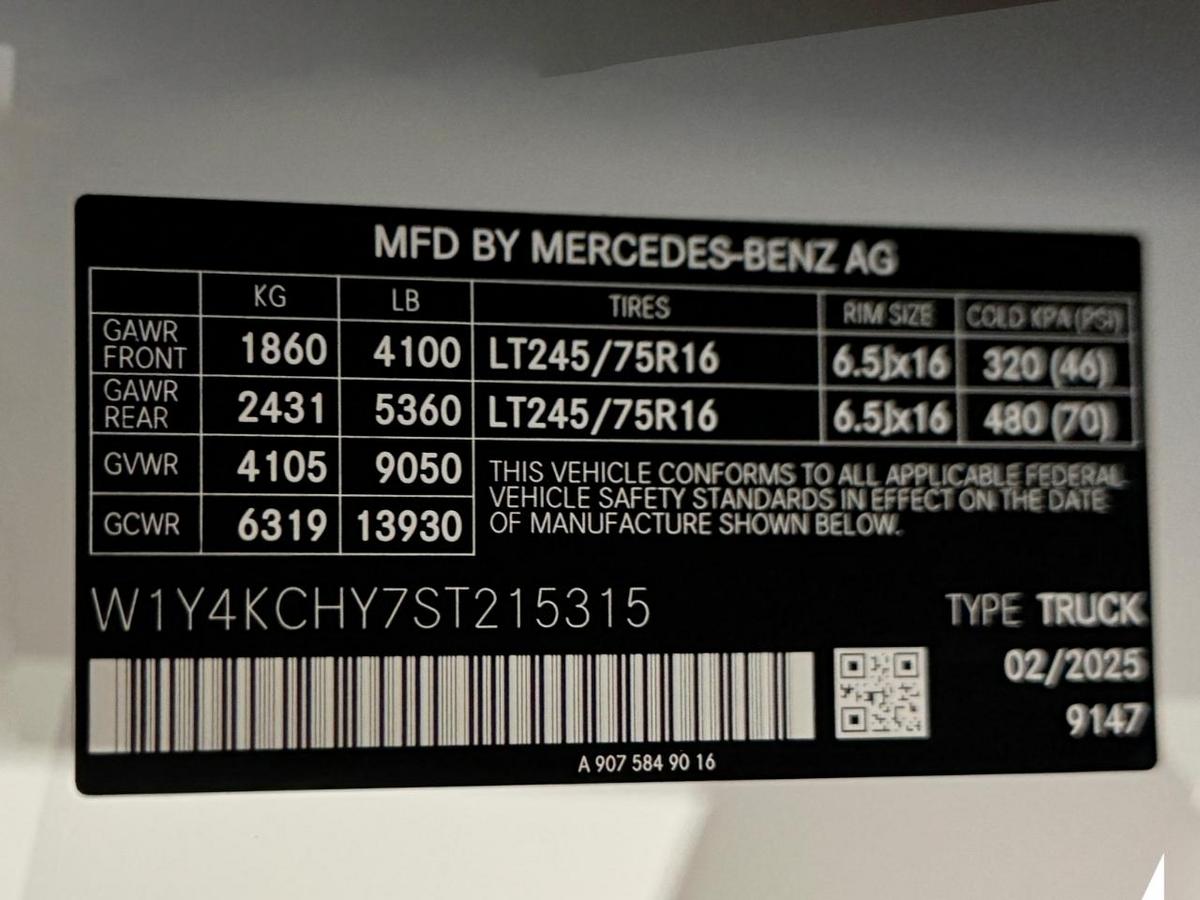 MFD BY MERCEDES-BENZ AG
KG LB TIRES RIM SIZE COLD KPA (PSI)
GAWR FRONT 1860 4100 LT245/75R16 6.5Jx16 320 (46)
GAWR REAR 2431 5360 LT245/75R16 6.5Jx16 480 (70)
GVWR 4105 9050
GCWR 6319 13930
THIS VEHICLE CONFORMS TO ALL APPLICABLE FEDERAL
VEHICLE SAFETY STANDARDS IN EFFECT ON THE DATE
OF MANUFACTURE SHOWN BELOW.
W1Y4KCHY7ST215315
TYPE TRUCK
02/2025
9147
A 907 584 90 16